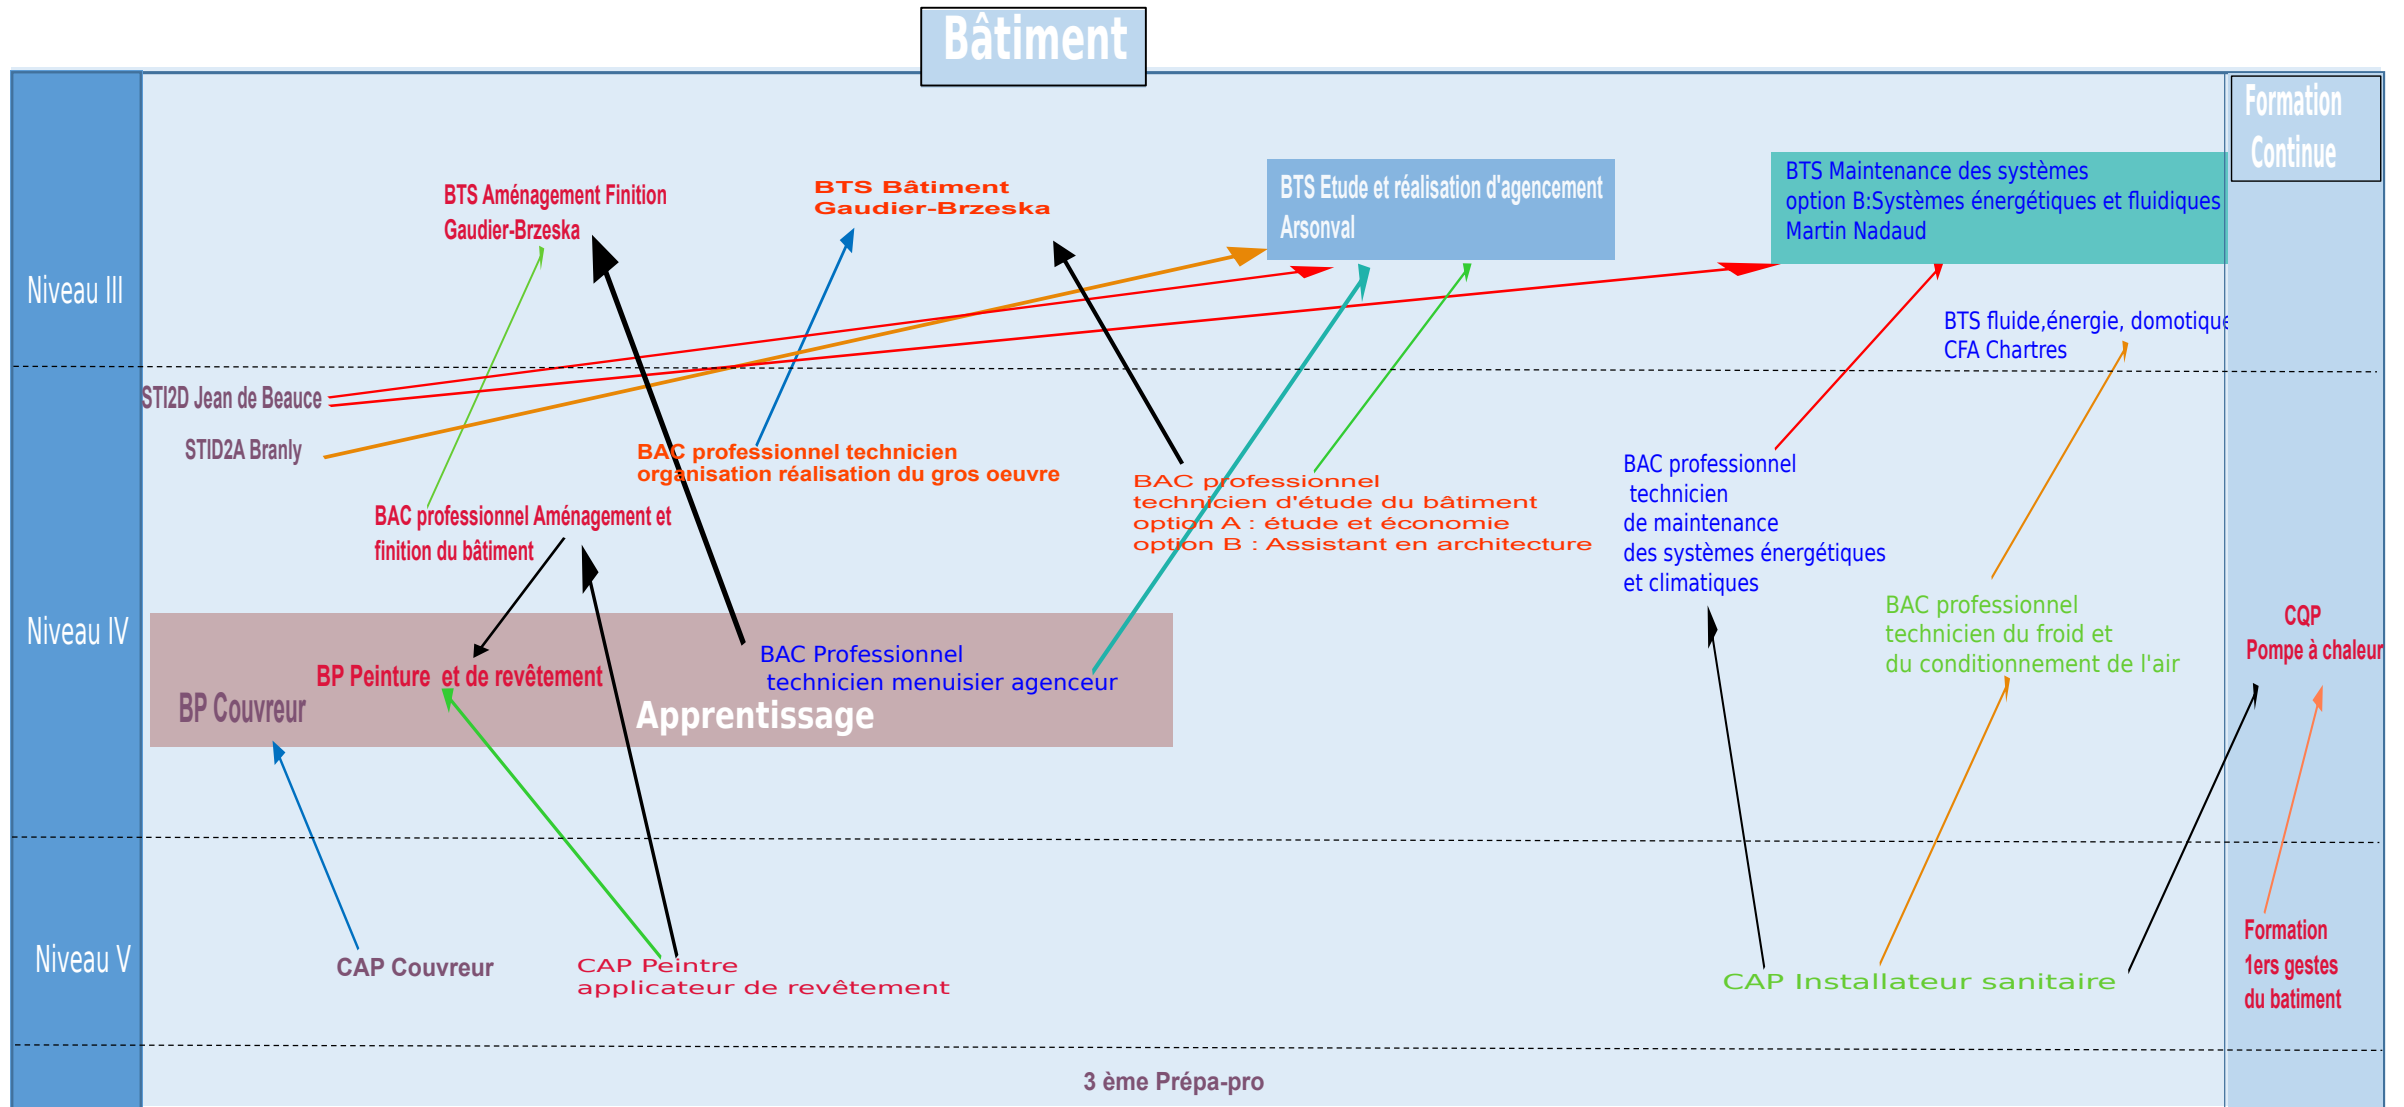 Bâtiment
Formation
Continue
Niveau III
BTS Aménagement Finition
Gaudier-Brzeska
BTS Bâtiment
Gaudier-Brzeska
BTS Etude et réalisation d'agencement
Arsonval
BTS Maintenance des systèmes
option B:Systèmes énergétiques et fluidiques
Martin Nadaud
BTS fluide,énergie, domotique
CFA Chartres
STI2D Jean de Beauce
STID2A Branly
Niveau IV
BAC professionnel Aménagement et
finition du bâtiment
BAC professionnel technicien
organisation réalisation du gros oeuvre
BAC professionnel
technicien d'étude du bâtiment
option A : étude et économie
option B : Assistant en architecture
BAC professionnel
technicien
de maintenance
des systèmes énergétiques
et climatiques
BAC professionnel
technicien du froid et
du conditionnement de l'air
CQP
Pompe à chaleur
BP Couvreur
BP Peinture et de revêtement
BAC Professionnel
technicien menuisier agenceur
Apprentissage
Niveau V
CAP Couvreur
CAP Peintre
applicateur de revêtement
CAP Installateur sanitaire
Formation
1ers gestes
du batiment
3 ème Prépa-pro